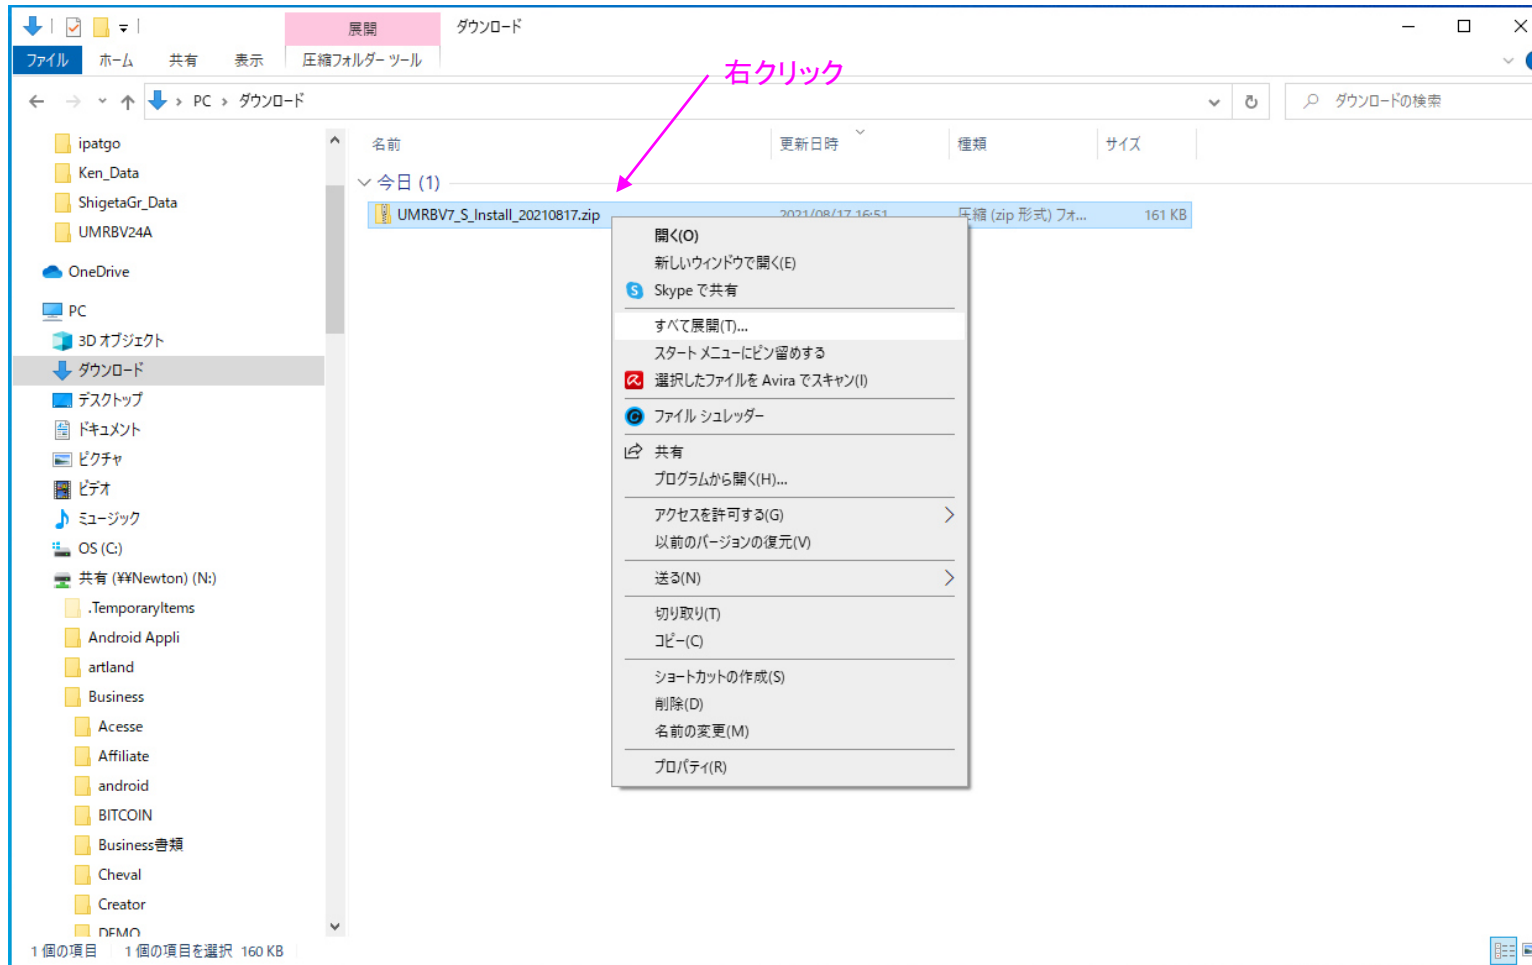 展開
ダウンロード
ファイル
ホーム
共有
表示
圧縮フォルダー ツール
右クリック
PC › ダウンロード
ダウンロードの検索
名前
更新日時
種類
サイズ
今日 (1)
UMRBV7_S_Install_20210817.zip
2021/08/17 16:51
圧縮 (zip 形式) フォ...
161 KB
ipatgo
Ken_Data
ShigetaGr_Data
UMRBV24A
OneDrive
PC
3D オブジェクト
ダウンロード
デスクトップ
ドキュメント
ピクチャ
ビデオ
ミュージック
OS (C:)
共有 (¥¥Newton) (N:)
.TemporaryItems
Android Appli
artland
Business
Acesse
Affiliate
android
BITCOIN
Business書類
Cheval
Creator
DEMO
開く(O)
新しいウィンドウで開く(E)
Skype で共有
すべて展開(T)...
スタート メニューにピン留めする
選択したファイルを Avira でスキャン(I)
ファイル シュレッダー
共有
プログラムから開く(H)...
アクセスを許可する(G)
以前のバージョンの復元(V)
送る(N)
切り取り(T)
コピー(C)
ショートカットの作成(S)
削除(D)
名前の変更(M)
プロパティ(R)
1 個の項目
1 個の項目を選択 160 KB